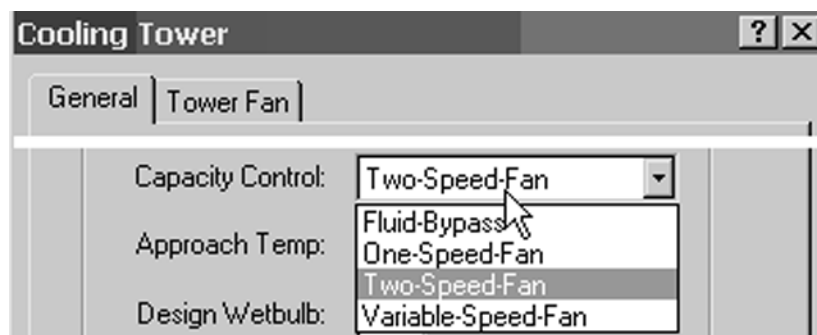 Cooling Tower ? ×
General Tower Fan
Capacity Control: Two-Speed-Fan
Fluid-Bypass
Approach Temp: One-Speed-Fan
Two-Speed-Fan
Design Wetbulb: Variable-Speed-Fan